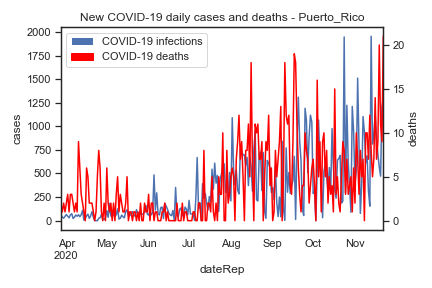 New COVID-19 daily cases and deaths - Puerto_Rico
COVID-19 infections
COVID-19 deaths
2000
1750
1500
1250
1000
750
500
250
0
cases
20
15
10
5
0
deaths
Apr May Jun Jul Aug Sep Oct Nov
2020
dateRep